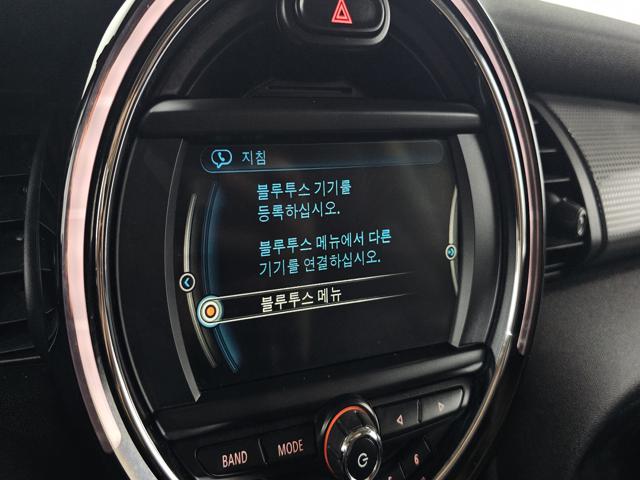 지침
블루투스 기기를
등록하십시오.
블루투스 메뉴에서 다른
기기를 연결하십시오.
블루투스 메뉴
BAND
MODE
6